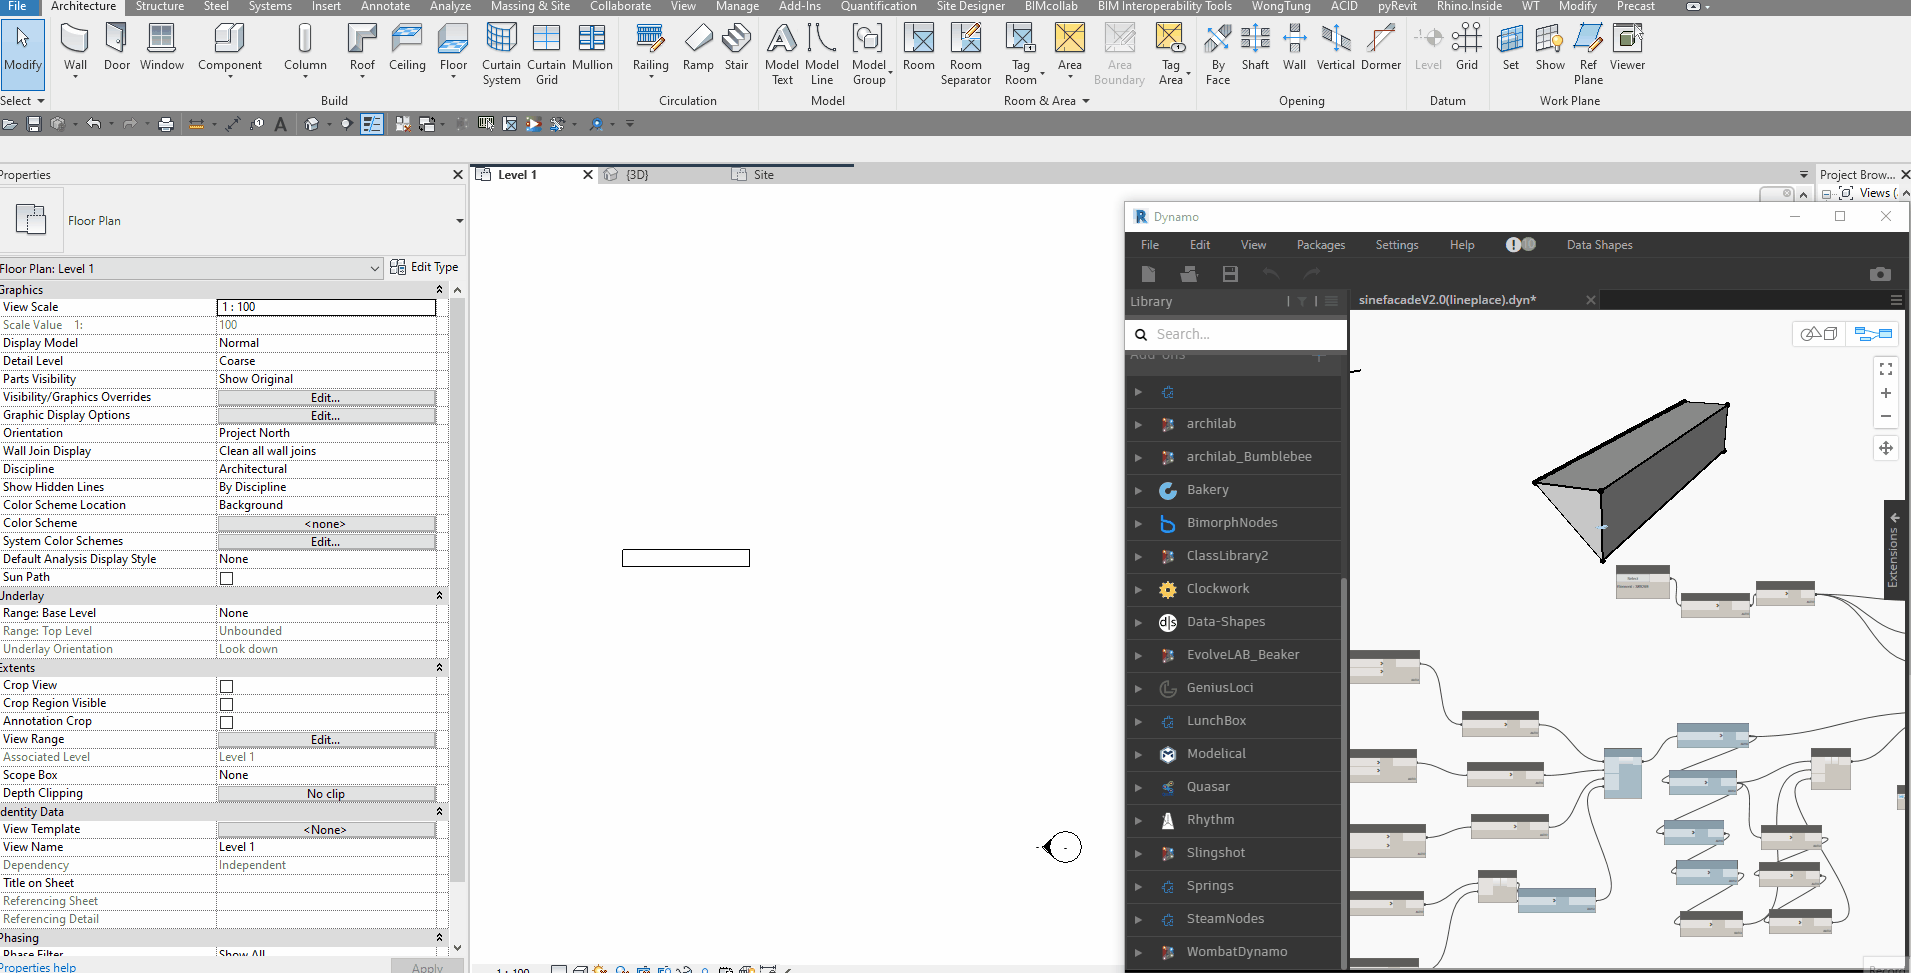 File Architecture Structure Steel Systems Insert Annotate Analyze Massing & Site Collaborate View Manage Add-Ins Quantification Site Designer BIMcollab BIM Interoperability Tools WongTung ACID pyRevit Rhino.Inside WT Modify Precast
Modify Wall Door Window Component Column Roof Ceiling Floor Curtain System Curtain Grid Mullion Railing Ramp Stair Model Text Model Line Model Group Room Room Separator Tag Room Area Area Boundary Tag Area By Face Shaft Wall Vertical Dormer Level Grid Set Show Ref Plane Viewer
Select Build Circulation Model Room & Area Opening Datum Work Plane
Properties
Level 1 {3D} Site
Project Brow...
Views (
Floor Plan
Floor Plan: Level 1 Edit Type
Graphics
View Scale 1 : 100
Scale Value 1: 100
Display Model Normal
Detail Level Coarse
Parts Visibility Show Original
Visibility/Graphics Overrides Edit...
Graphic Display Options Edit...
Orientation Project North
Wall Join Display Clean all wall joins
Discipline Architectural
Show Hidden Lines By Discipline
Color Scheme Location Background
Color Scheme <none>
System Color Schemes Edit...
Default Analysis Display Style None
Sun Path
Underlay
Range: Base Level None
Range: Top Level Unbounded
Underlay Orientation Look down
Extents
Crop View
Crop Region Visible
Annotation Crop
View Range Edit...
Associated Level Level 1
Scope Box None
Depth Clipping No clip
Identity Data
View Template <None>
View Name Level 1
Dependency Independent
Title on Sheet
Referencing Sheet
Referencing Detail
Phasing
Phase Filter Show All
Properties help Apply
1 : 100
R Dynamo
File Edit View Packages Settings Help Data Shapes
Library
sinefacadeV2.0(lineplace).dyn*
Search...
Add-ons
archilab
archilab_Bumblebee
Bakery
BimorphNodes
ClassLibrary2
Clockwork
d|s Data-Shapes
EvolveLAB_Beaker
GeniusLoci
LunchBox
Modelical
Quasar
Rhythm
Slingshot
Springs
SteamNodes
WombatDynamo
Extensions